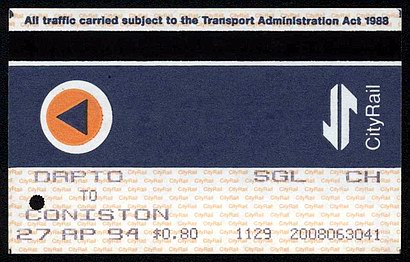 All traffic carried subject to the Transport Administration Act 1988
CityRail
DAPTO SGL CH
TO
CONISTON
27 AP 94 $0.80 1129 2008063041